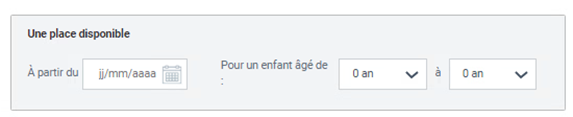 Une place disponible
À partir du jj/mm/aaaa Pour un enfant âgé de : 0 an à 0 an